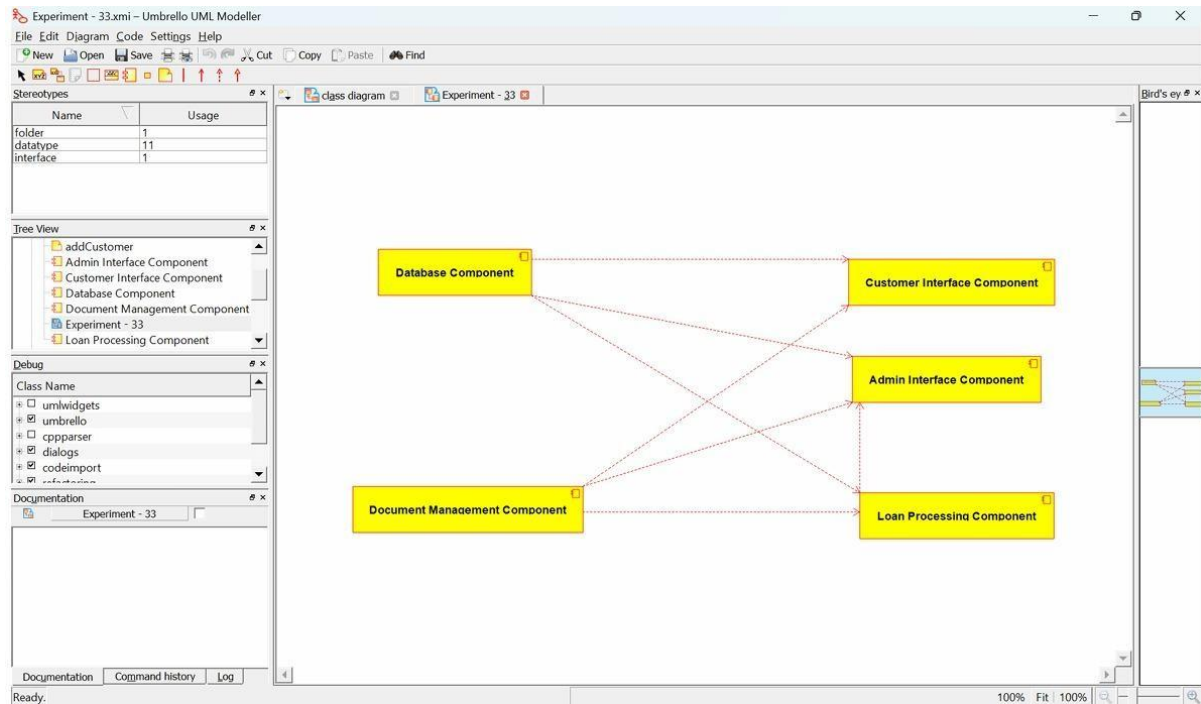 Experiment - 33.xmi – Umbrello UML Modeller
File Edit Diagram Code Settings Help
New Open Save Cut Copy Paste Find
Stereotypes
Name Usage
folder 1
datatype 11
interface 1
Tree View
addCustomer
Admin Interface Component
Customer Interface Component
Database Component
Document Management Component
Experiment - 33
Loan Processing Component
Debug
Class Name
umlwidgets
umbrello
cppparser
dialogs
codeimport
refactoring
Documentation
Experiment - 33
Documentation Command history Log
Ready.
class diagram
Experiment - 33
Database Component
Customer Interface Component
Admin Interface Component
Document Management Component
Loan Processing Component
Bird's ey
100% Fit 100%